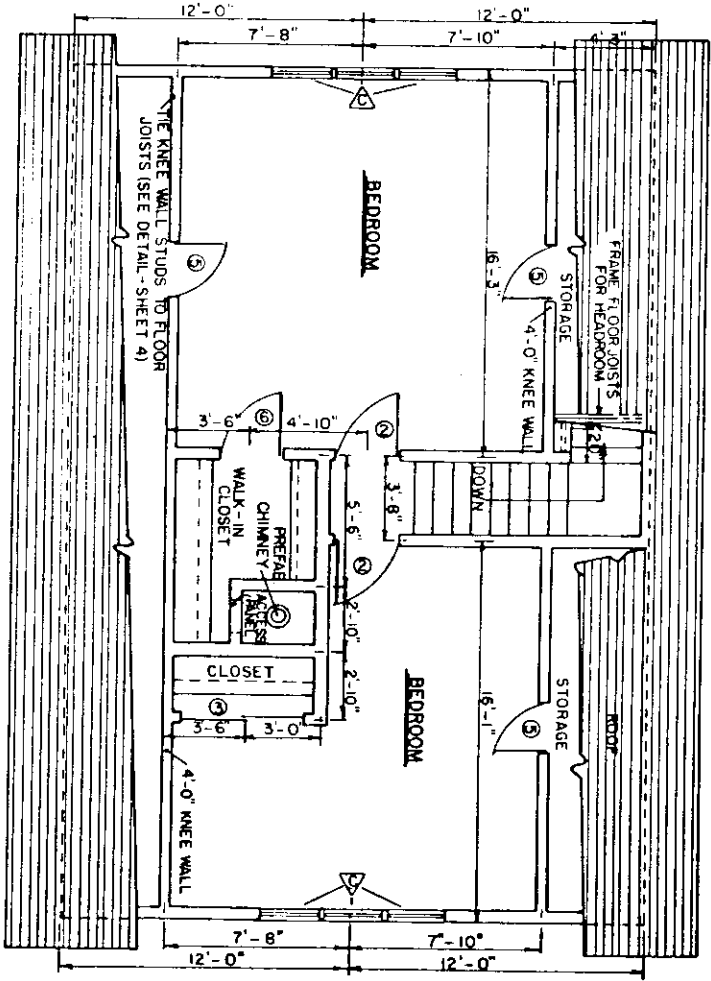 12'-0"
12'-0"
7'-8"
7'-10"
4'-3"
C
TIE KNEE WALL STUDS TO FLOOR
JOISTS (SEE DETAIL - SHEET 4)
BEDROOM
16'-3"
5
5
STORAGE
FRAME FLOOR JOISTS
FOR HEADROOM
4'-0" KNEE WALL
3'-6"
6
4'-10"
2
DOWN
3'-8"
WALK-IN
CLOSET
PREFAB
CHIMNEY
5'-6"
2
ACCESS
PANEL
2'-10"
CLOSET
2'-10"
3
3'-6"
3'-0"
BEDROOM
16'-1"
5
STORAGE
ROOF
4'-0" KNEE WALL
C
7'-8"
7'-10"
12'-0"
12'-0"